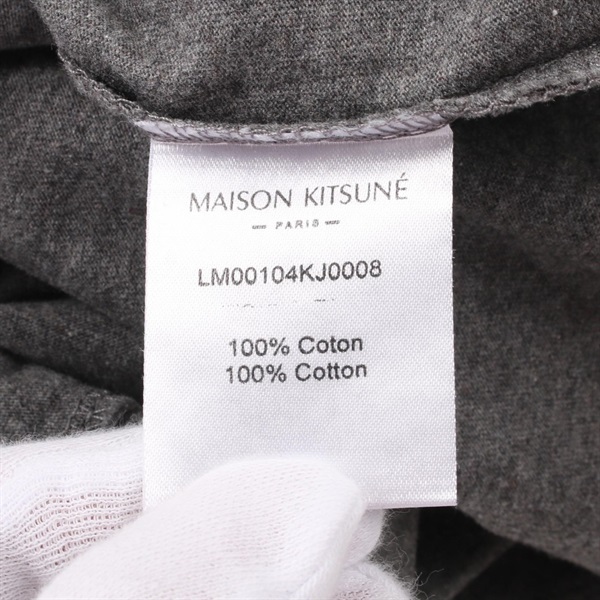 MAISON KITSUNÉ
PARIS
LM00104KJ0008
100% Coton
100% Cotton